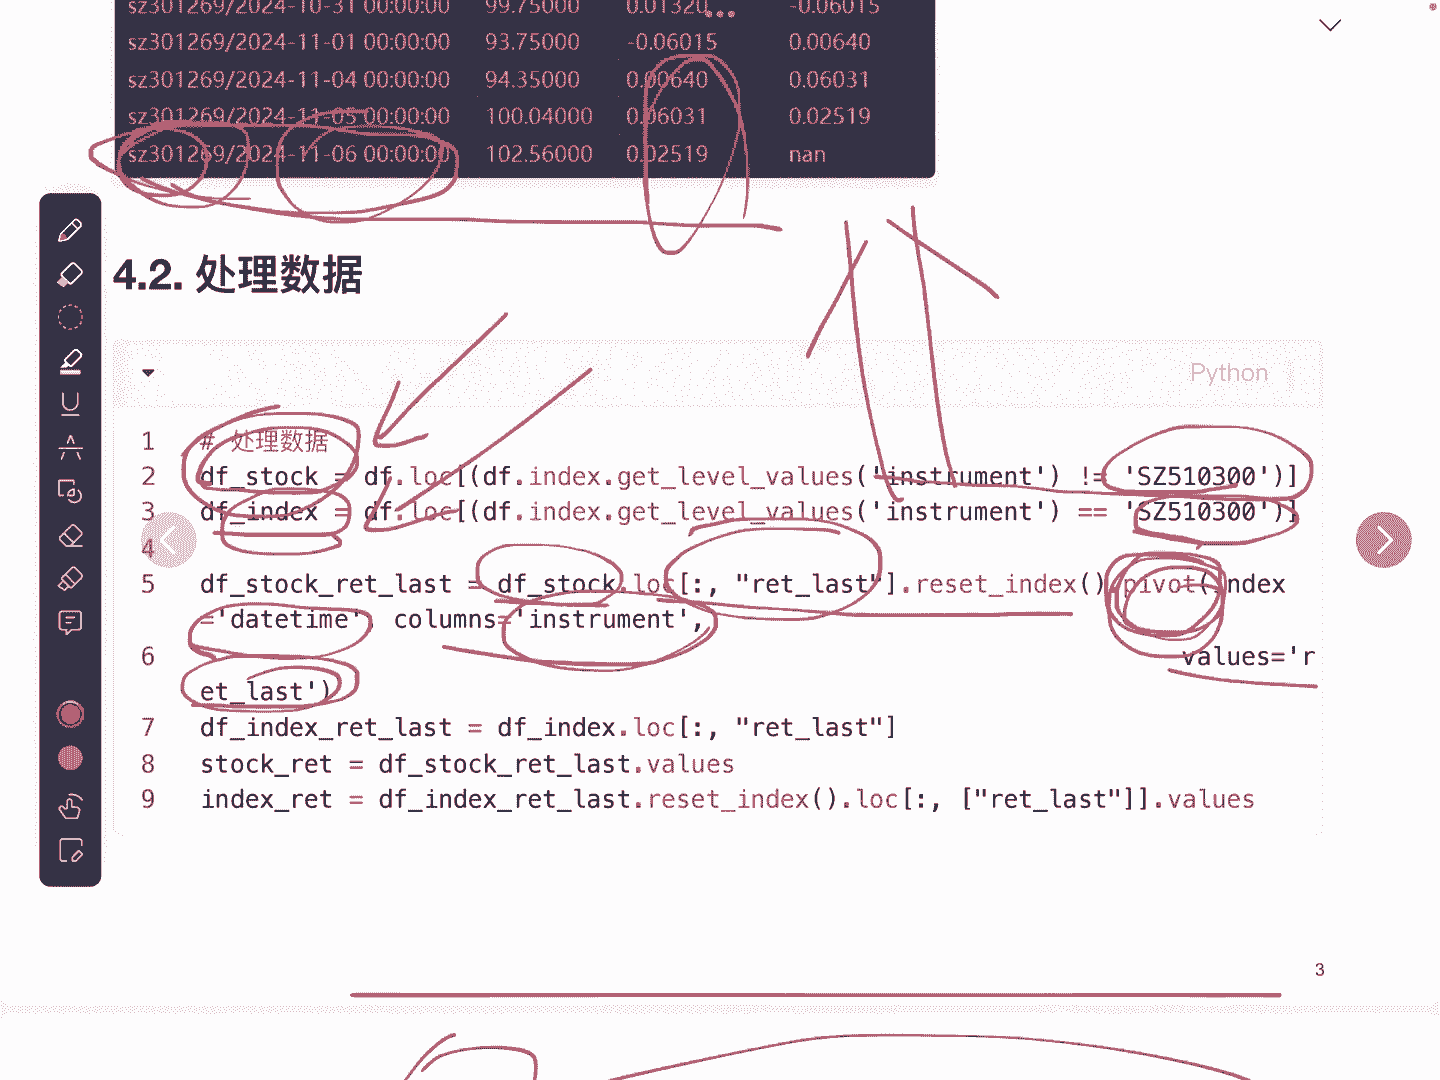 sz301269/2024-10-31 00:00:00 99.75000 0.01320 -0.06015
sz301269/2024-11-01 00:00:00 93.75000 -0.06015 0.00640
sz301269/2024-11-04 00:00:00 94.35000 0.00640 0.06031
sz301269/2024-11-05 00:00:00 100.04000 0.06031 0.02519
sz301269/2024-11-06 00:00:00 102.56000 0.02519 nan
4.2. 处理数据
Python
1 # 处理数据
2 df_stock = df.loc[(df.index.get_level_values('instrument') != 'SZ510300')]
3 df_index = df.loc[(df.index.get_level_values('instrument') == 'SZ510300')]
4
5 df_stock_ret_last = df_stock.loc[:, "ret_last"].reset_index().pivot(index
='datetime', columns='instrument',
6 values='r
et_last')
7 df_index_ret_last = df_index.loc[:, "ret_last"]
8 stock_ret = df_stock_ret_last.values
9 index_ret = df_index_ret_last.reset_index().loc[:, ["ret_last"]].values
3